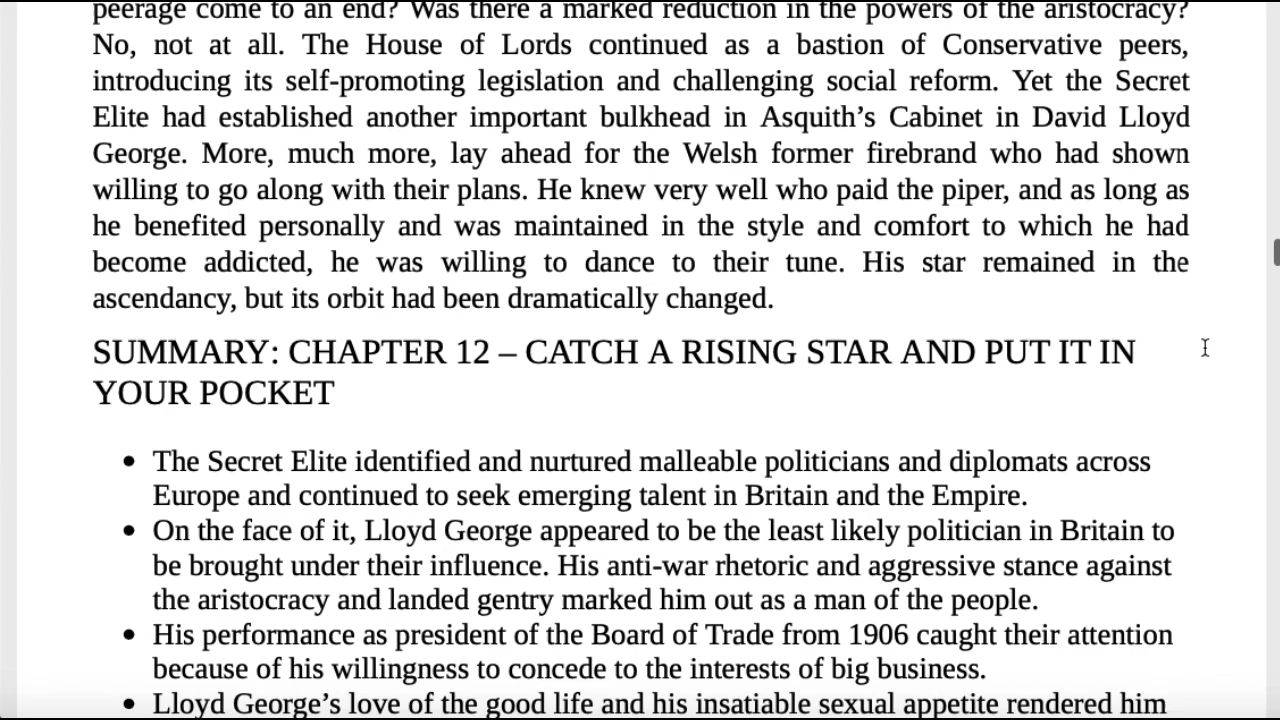 peerage come to an end? Was there a marked reduction in the powers of the aristocracy?
No, not at all. The House of Lords continued as a bastion of Conservative peers,
introducing its self-promoting legislation and challenging social reform. Yet the Secret
Elite had established another important bulkhead in Asquith’s Cabinet in David Lloyd
George. More, much more, lay ahead for the Welsh former firebrand who had shown
willing to go along with their plans. He knew very well who paid the piper, and as long as
he benefited personally and was maintained in the style and comfort to which he had
become addicted, he was willing to dance to their tune. His star remained in the
ascendancy, but its orbit had been dramatically changed.
SUMMARY: CHAPTER 12 – CATCH A RISING STAR AND PUT IT IN
YOUR POCKET
• The Secret Elite identified and nurtured malleable politicians and diplomats across
Europe and continued to seek emerging talent in Britain and the Empire.
• On the face of it, Lloyd George appeared to be the least likely politician in Britain to
be brought under their influence. His anti-war rhetoric and aggressive stance against
the aristocracy and landed gentry marked him out as a man of the people.
• His performance as president of the Board of Trade from 1906 caught their attention
because of his willingness to concede to the interests of big business.
• Lloyd George’s love of the good life and his insatiable sexual appetite rendered him